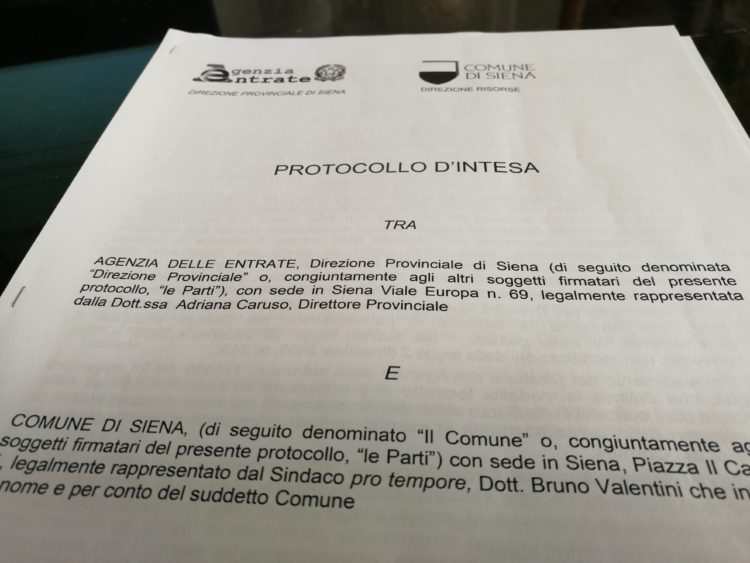 Agenzia
Entrate
DIREZIONE PROVINCIALE DI SIENA
COMUNE
DI SIENA
DIREZIONE RISORSE
PROTOCOLLO D'INTESA
TRA
AGENZIA DELLE ENTRATE, Direzione Provinciale di Siena (di seguito denominata
"Direzione Provinciale" o, congiuntamente agli altri soggetti firmatari del presente
protocollo, "le Parti"), con sede in Siena Viale Europa n. 69, legalmente rappresentata
dalla Dott.ssa Adriana Caruso, Direttore Provinciale
E
COMUNE DI SIENA, (di seguito denominato "Il Comune" o, congiuntamente ag
soggetti firmatari del presente protocollo, "le Parti") con sede in Siena, Piazza Il Ca
, legalmente rappresentato dal Sindaco pro tempore, Dott. Bruno Valentini che in
nome e per conto del suddetto Comune